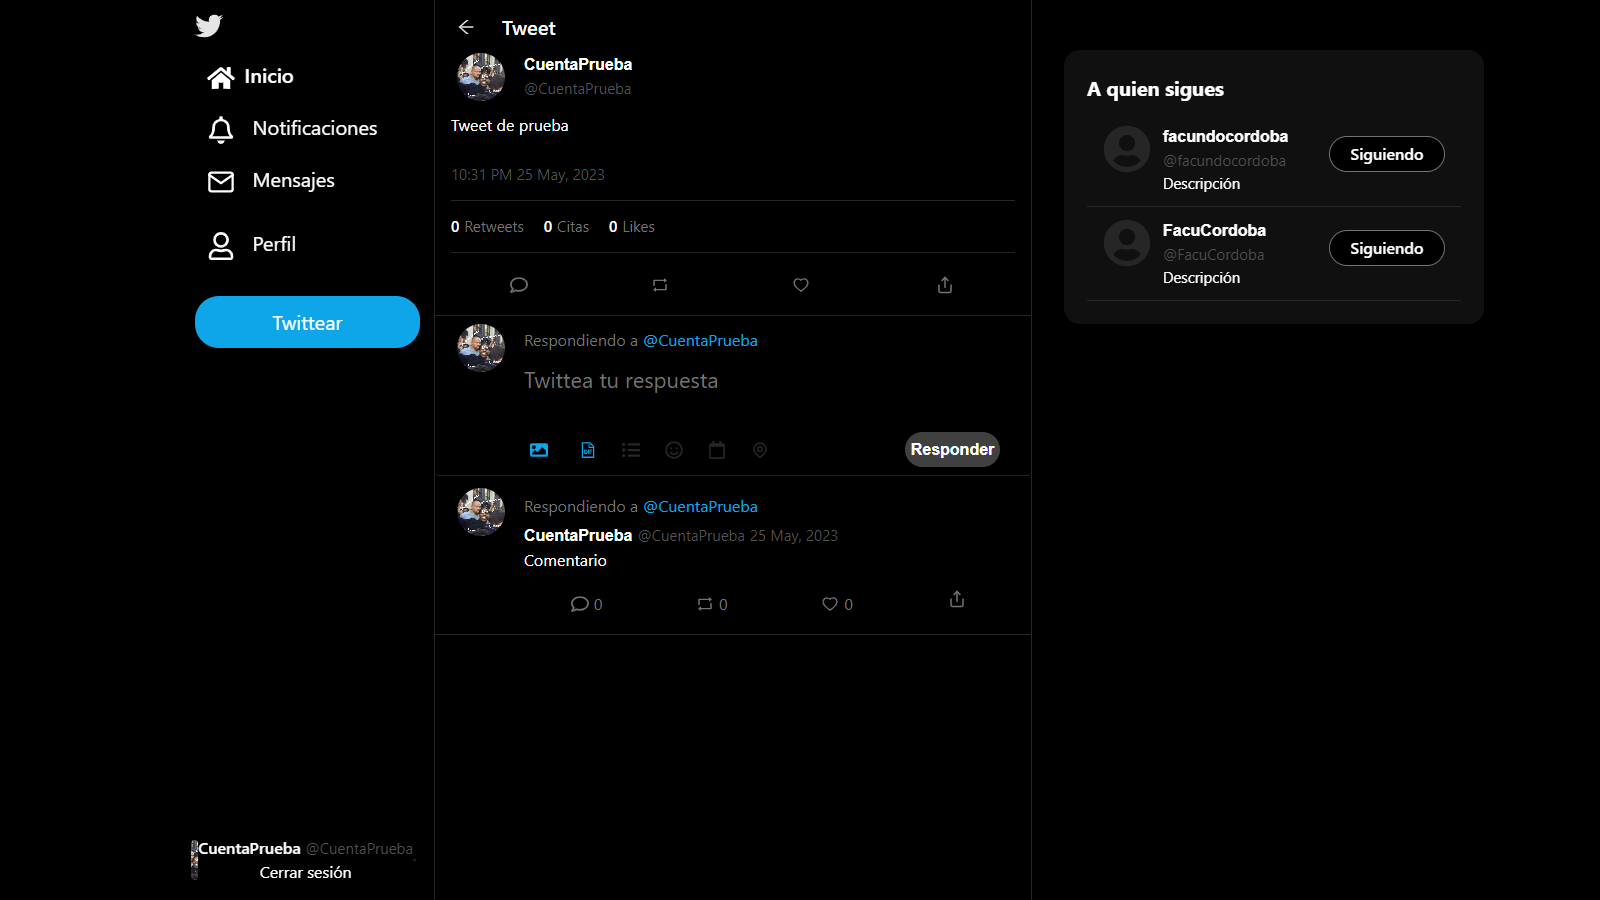 Inicio
Notificaciones
Mensajes
Perfil
Twittear
CuentaPrueba @CuentaPrueba
Cerrar sesión
Tweet
CuentaPrueba
@CuentaPrueba
Tweet de prueba
10:31 PM 25 May, 2023
0 Retweets 0 Citas 0 Likes
Respondiendo a @CuentaPrueba
Twittea tu respuesta
GIF
Responder
Respondiendo a @CuentaPrueba
CuentaPrueba @CuentaPrueba 25 May, 2023
Comentario
0 0 0
A quien sigues
facundocordoba
@facundocordoba
Siguiendo
Descripción
FacuCordoba
@FacuCordoba
Siguiendo
Descripción